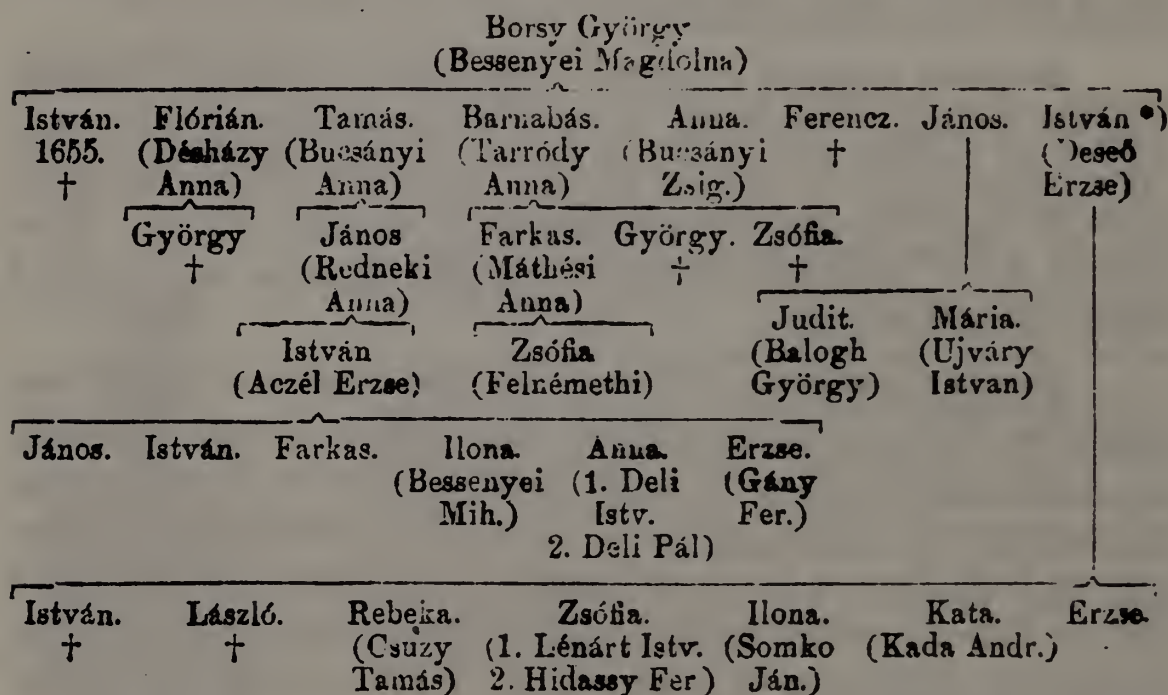 Borsy György
(Bessenyei Magdolna)
István. Flórián. Tamás. Barnabás. Anna. Ferencz. János. István *)
1655. (Désházy (Bucsányi (Tarródy (Bucsányi † (Deseő
† Anna) Anna) Anna) Zsig.) Erzse)
György János Farkas. György. Zsófia.
† (Redneki (Máthési † †
Anna) Anna)
Judit. Mária.
István Zsófia (Balogh (Ujváry
(Aczél Erzse) (Felnémethi) György) Istvan)
János. István. Farkas. Ilona. Anna. Erzse.
(Bessenyei (1. Deli (Gány
Mih.) Istv. Fer.)
2. Deli Pál)
István. László. Rebeka. Zsófia. Ilona. Kata. Erzse.
† † (Csúzy (1. Lénárt Istv. (Somko (Kada Andr.)
Tamás) 2. Hidassy Fer) Ján.)